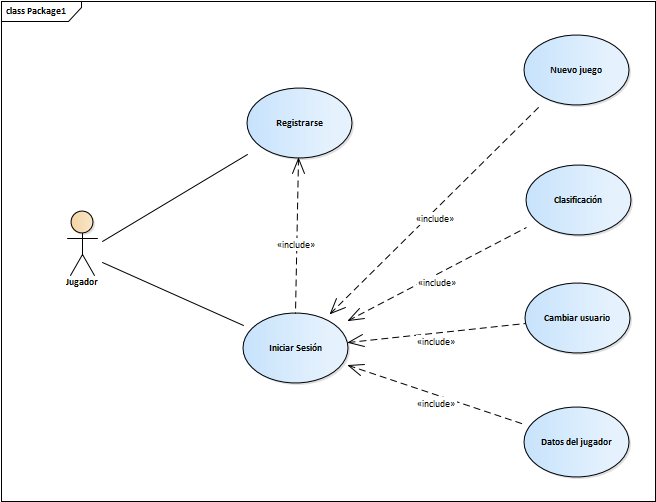 class Package1
Nuevo juego
Registrarse
Clasificación
«include»
«include»
Jugador
«include»
Cambiar usuario
«include»
Iniciar Sesión
«include»
Datos del jugador